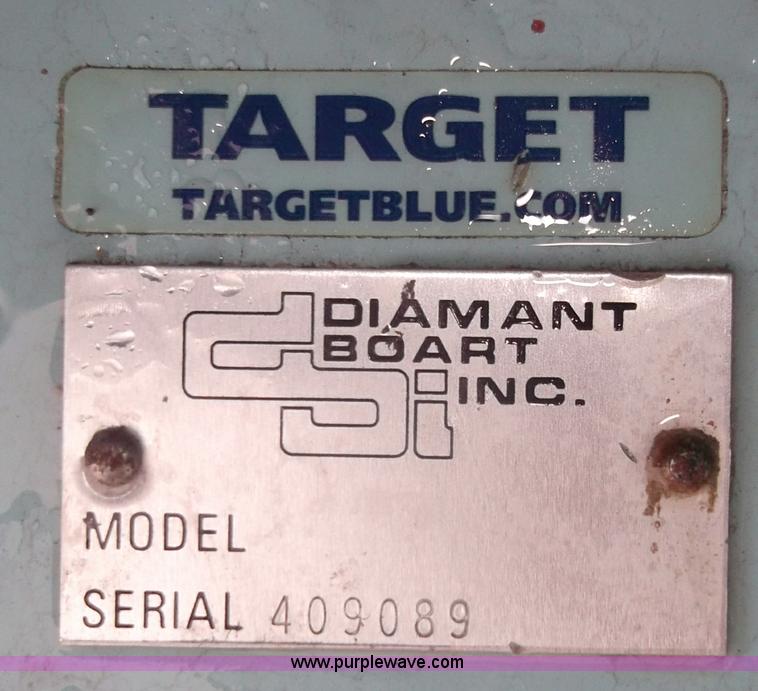 TARGET
TARGETBLUE.COM
DIAMANT
BOART
INC.
MODEL
SERIAL 409089
www.purplewave.com